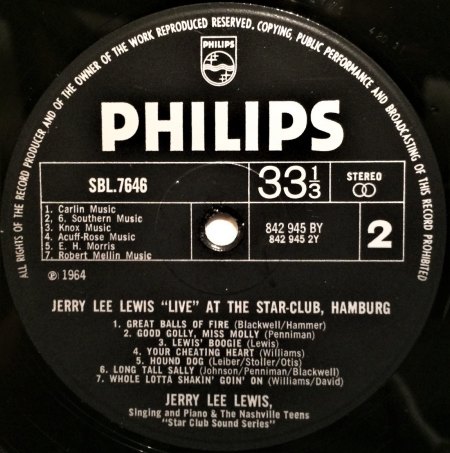 ALL RIGHTS OF THE RECORD PRODUCER AND OF THE OWNER OF THE WORK REPRODUCED RESERVED. COPYING, PUBLIC PERFORMANCE AND BROADCASTING OF THIS RECORD PROHIBITED
PHILIPS
PHILIPS
SBL.7646
33 1/3
STEREO
1. Carlin Music
2, 6. Southern Music
3. Knox Music
4. Acuff-Rose Music
5. E. H. Morris
7. Robert Mellin Music
842 945 BY
842 945 2Y
2
℗ 1964
JERRY LEE LEWIS "LIVE" AT THE STAR-CLUB, HAMBURG
1. GREAT BALLS OF FIRE (Blackwell/Hammer)
2. GOOD GOLLY, MISS MOLLY (Penniman)
3. LEWIS' BOOGIE (Lewis)
4. YOUR CHEATING HEART (Williams)
5. HOUND DOG (Leiber/Stoller/Otis)
6. LONG TALL SALLY (Johnson/Penniman/Blackwell)
7. WHOLE LOTTA SHAKIN' GOIN' ON (Williams/David)
JERRY LEE LEWIS,
Singing and Piano & The Nashville Teens
"Star Club Sound Series"